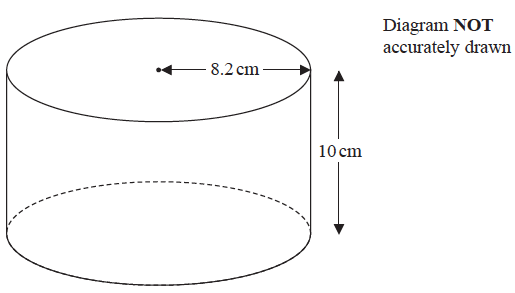 Diagram NOT
accurately drawn
8.2 cm
10 cm